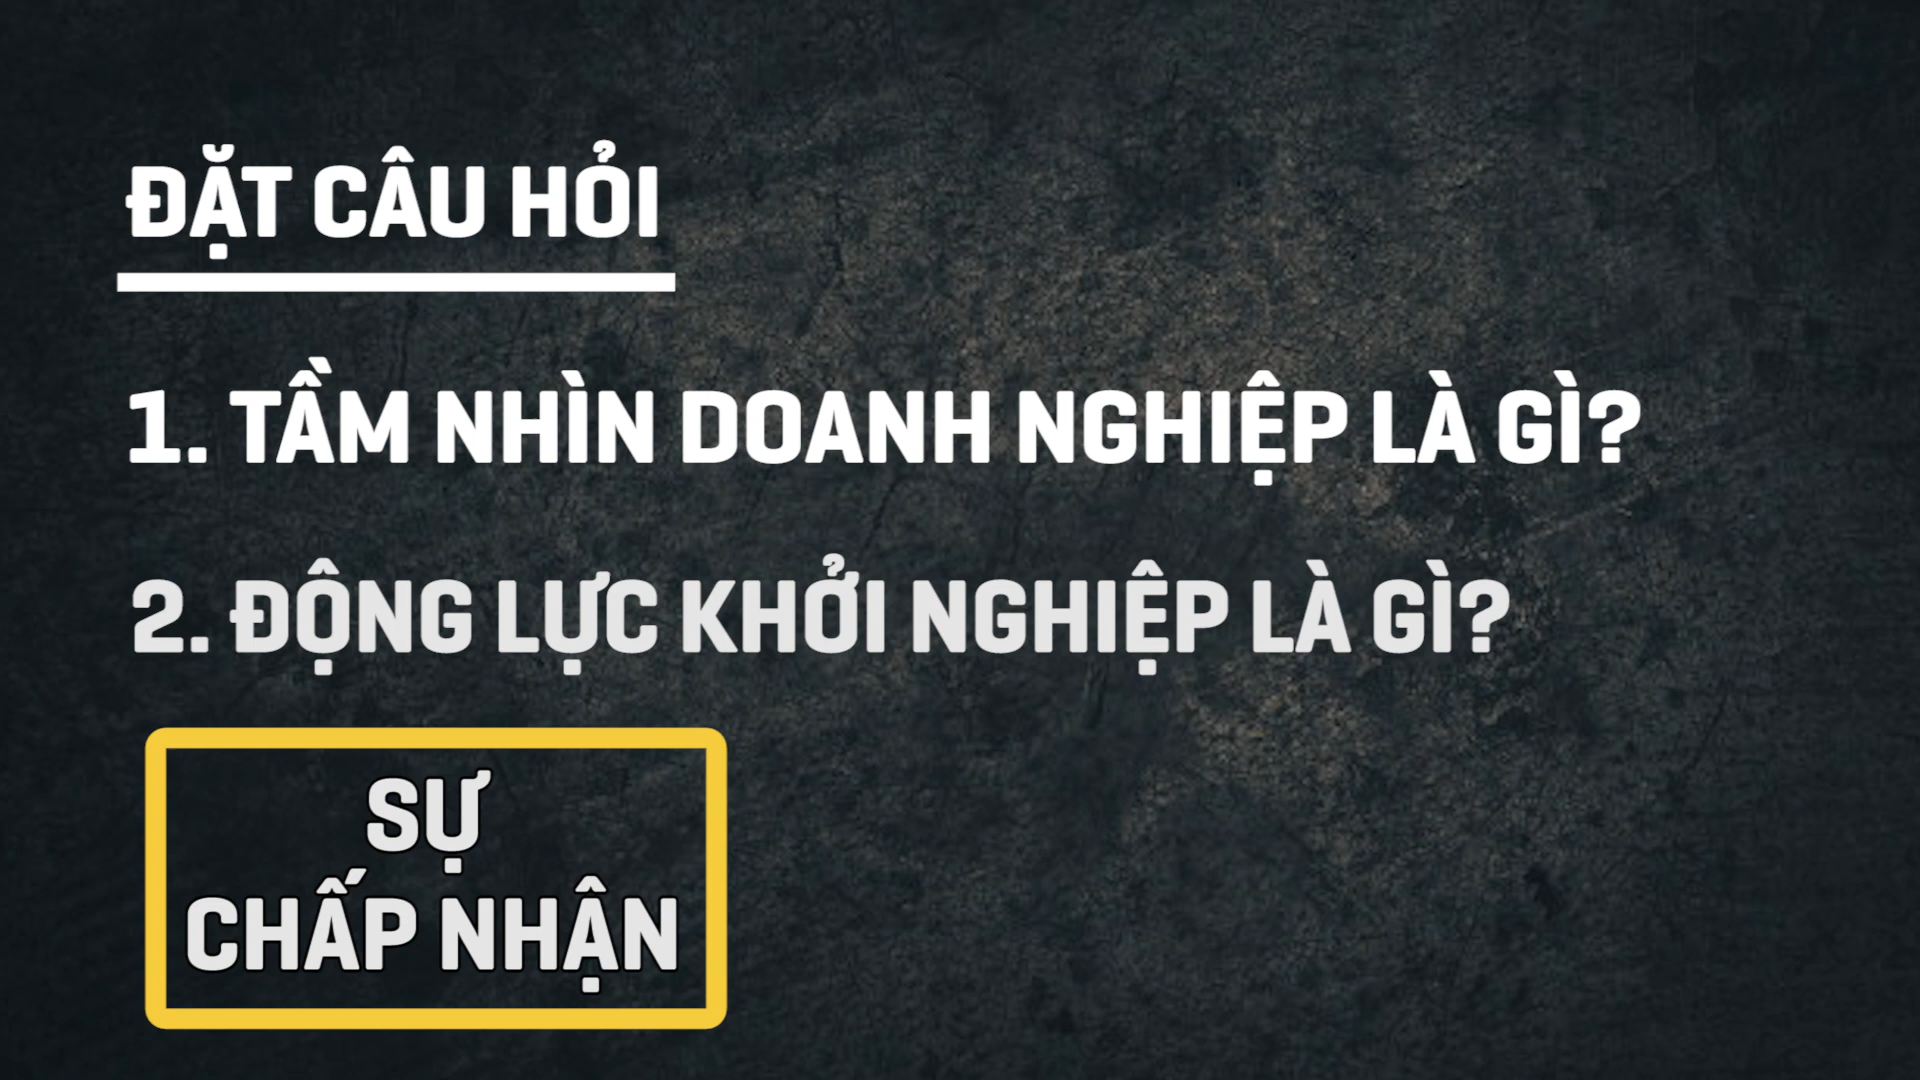 ĐẶT CÂU HỎI
1. TẦM NHÌN DOANH NGHIỆP LÀ GÌ?
2. ĐỘNG LỰC KHỞI NGHIỆP LÀ GÌ?
SỰ
CHẤP NHẬN